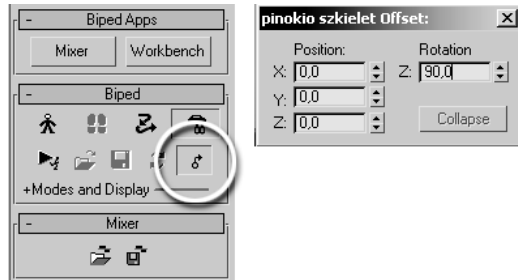 - Biped Apps
Mixer Workbench
- Biped
+Modes and Display
- Mixer
pinokio szkielet Offset:
Position: Rotation
X: 0,0 Z: 90,0
Y: 0,0
Z: 0,0 Collapse